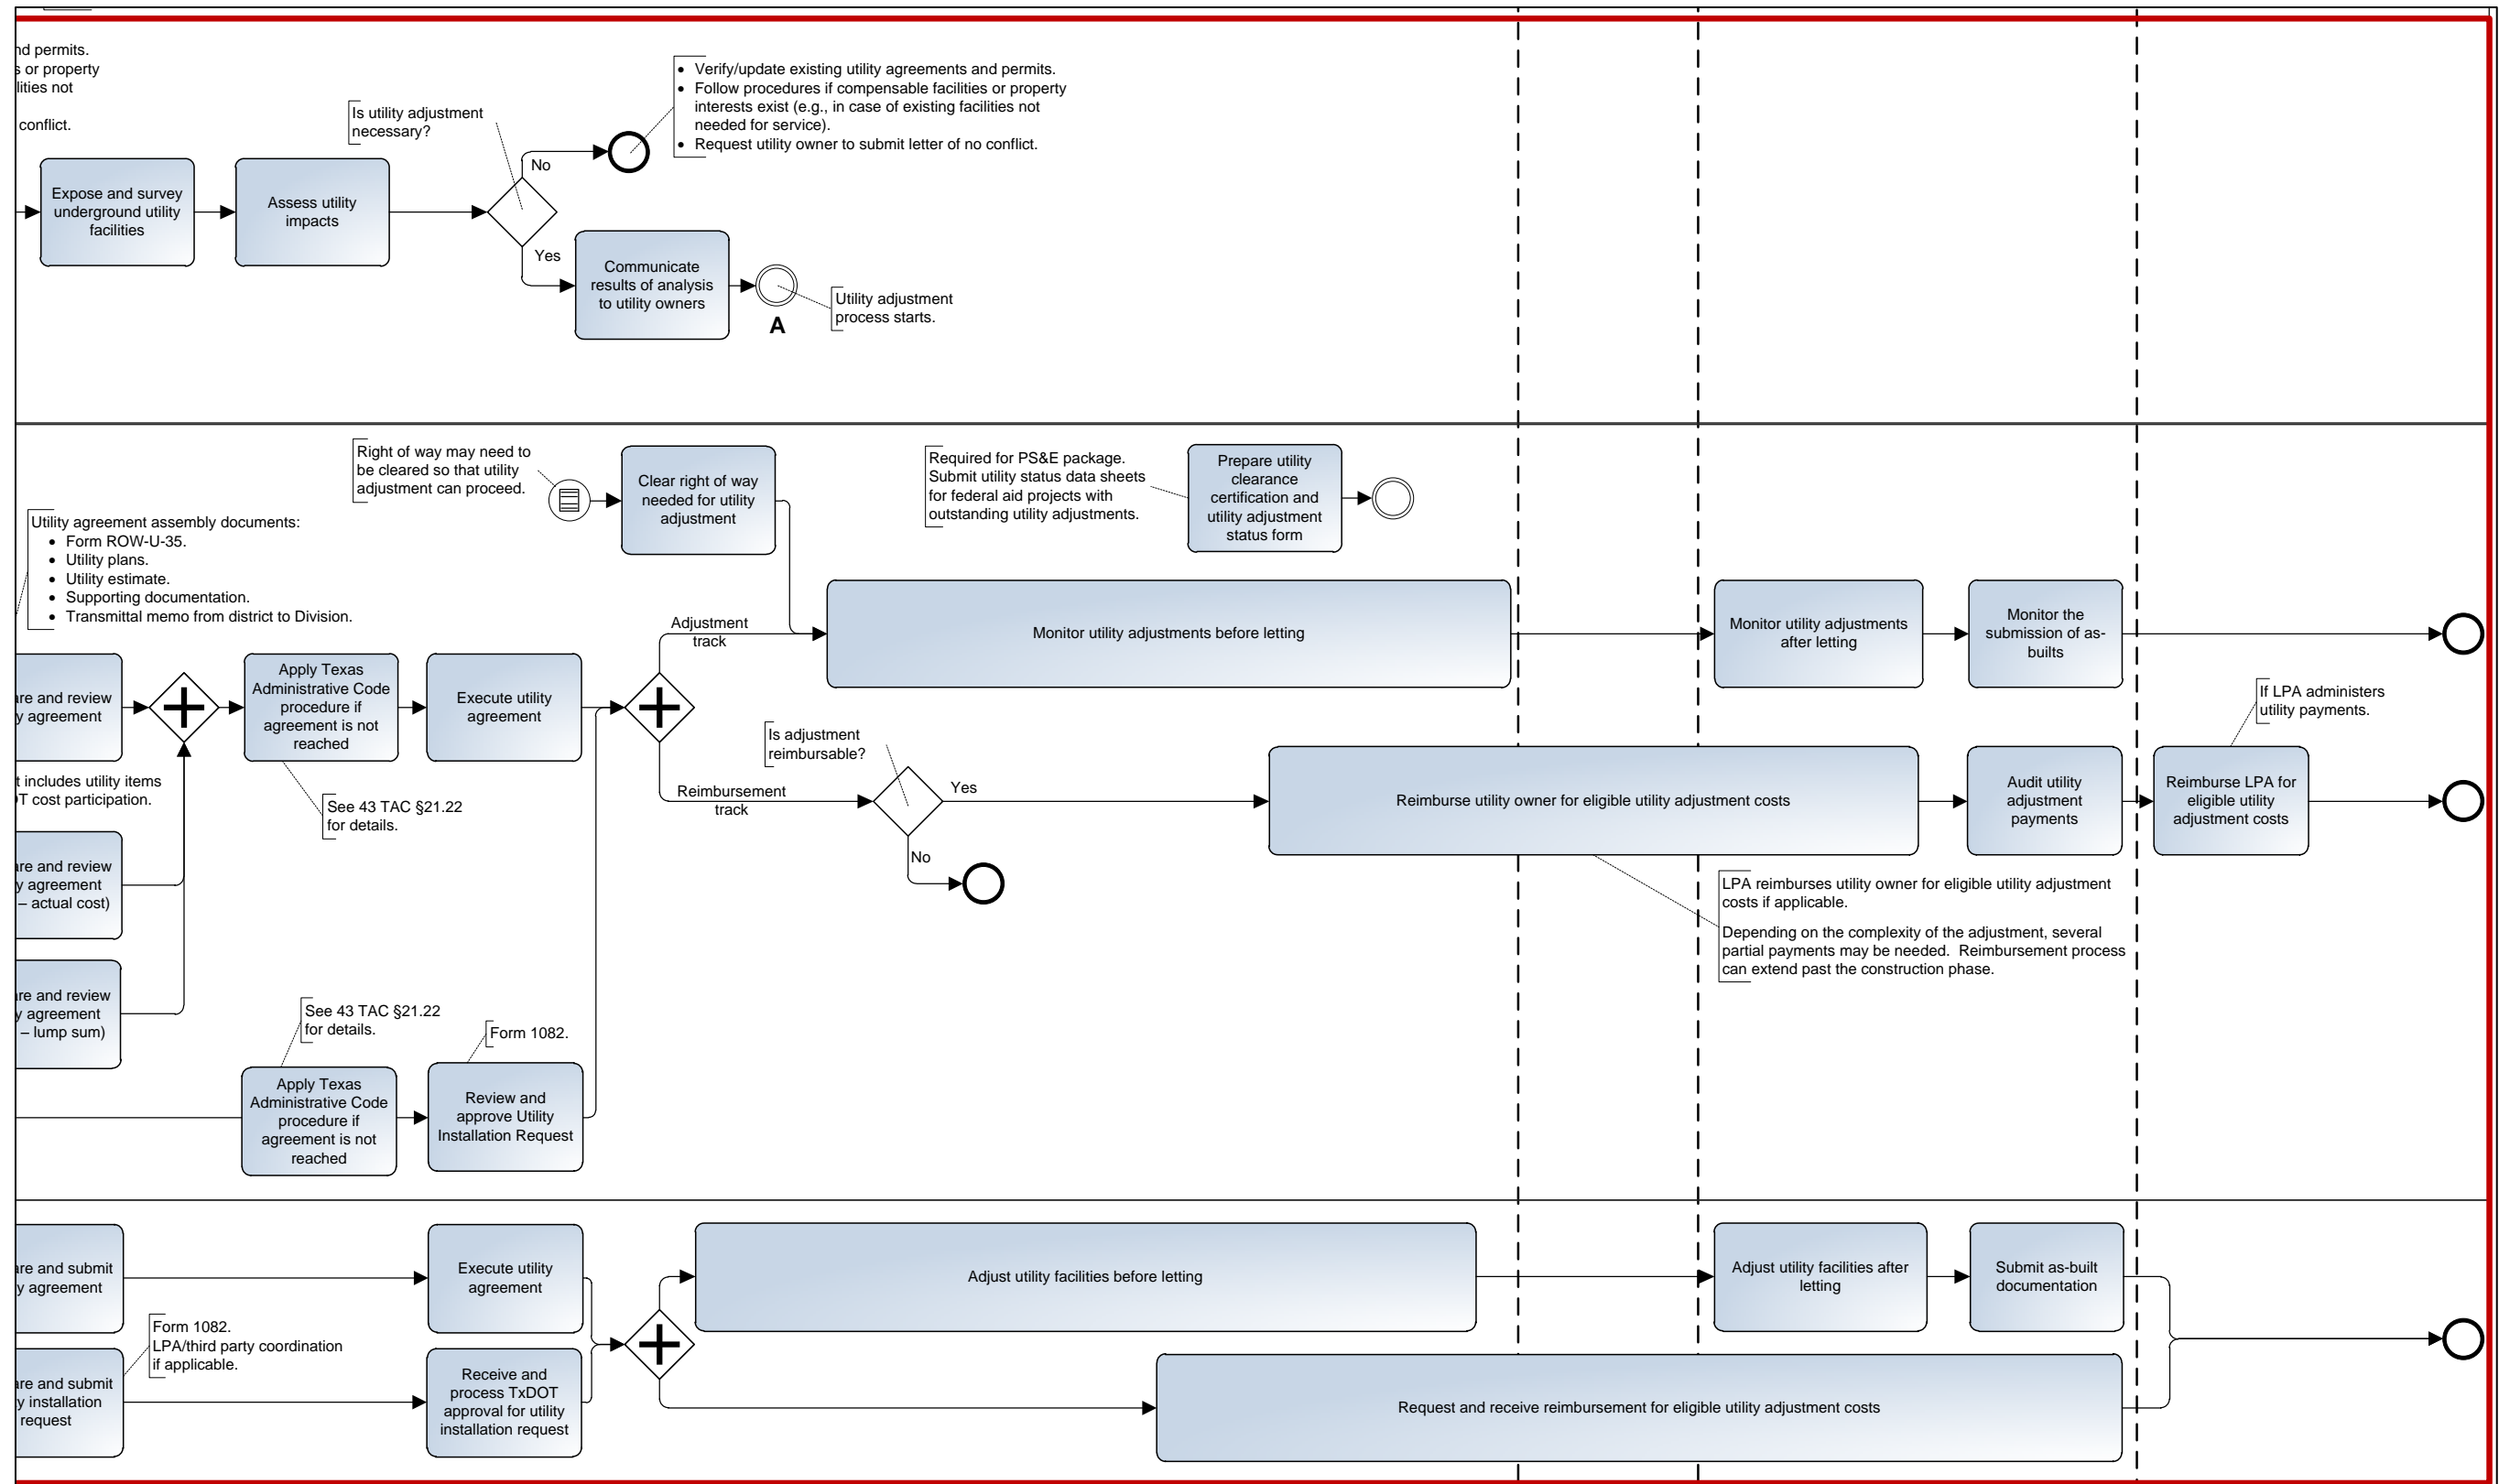 nd permits.
s or property
lities not
conflict.
Is utility adjustment
necessary?
• Verify/update existing utility agreements and permits.
• Follow procedures if compensable facilities or property
interests exist (e.g., in case of existing facilities not
needed for service).
• Request utility owner to submit letter of no conflict.
No
Expose and survey
underground utility
facilities
Assess utility
impacts
Yes
Communicate
results of analysis
to utility owners
A
Utility adjustment
process starts.
Right of way may need to
be cleared so that utility
adjustment can proceed.
Clear right of way
needed for utility
adjustment
Required for PS&E package.
Submit utility status data sheets
for federal aid projects with
outstanding utility adjustments.
Prepare utility
clearance
certification and
utility adjustment
status form
Utility agreement assembly documents:
• Form ROW-U-35.
• Utility plans.
• Utility estimate.
• Supporting documentation.
• Transmittal memo from district to Division.
Adjustment
track
Monitor utility adjustments before letting
Monitor utility adjustments
after letting
Monitor the
submission of as-
builts
are and review
y agreement
Apply Texas
Administrative Code
procedure if
agreement is not
reached
Execute utility
agreement
Is adjustment
reimbursable?
If LPA administers
utility payments.
t includes utility items
OT cost participation.
See 43 TAC §21.22
for details.
Reimbursement
track
Yes
Reimburse utility owner for eligible utility adjustment costs
Audit utility
adjustment
payments
Reimburse LPA for
eligible utility
adjustment costs
No
are and review
y agreement
– actual cost)
LPA reimburses utility owner for eligible utility adjustment
costs if applicable.
Depending on the complexity of the adjustment, several
partial payments may be needed. Reimbursement process
can extend past the construction phase.
are and review
y agreement
– lump sum)
See 43 TAC §21.22
for details.
Form 1082.
Apply Texas
Administrative Code
procedure if
agreement is not
reached
Review and
approve Utility
Installation Request
are and submit
y agreement
Execute utility
agreement
Adjust utility facilities before letting
Adjust utility facilities after
letting
Submit as-built
documentation
Form 1082.
LPA/third party coordination
if applicable.
are and submit
y installation
request
Receive and
process TxDOT
approval for utility
installation request
Request and receive reimbursement for eligible utility adjustment costs